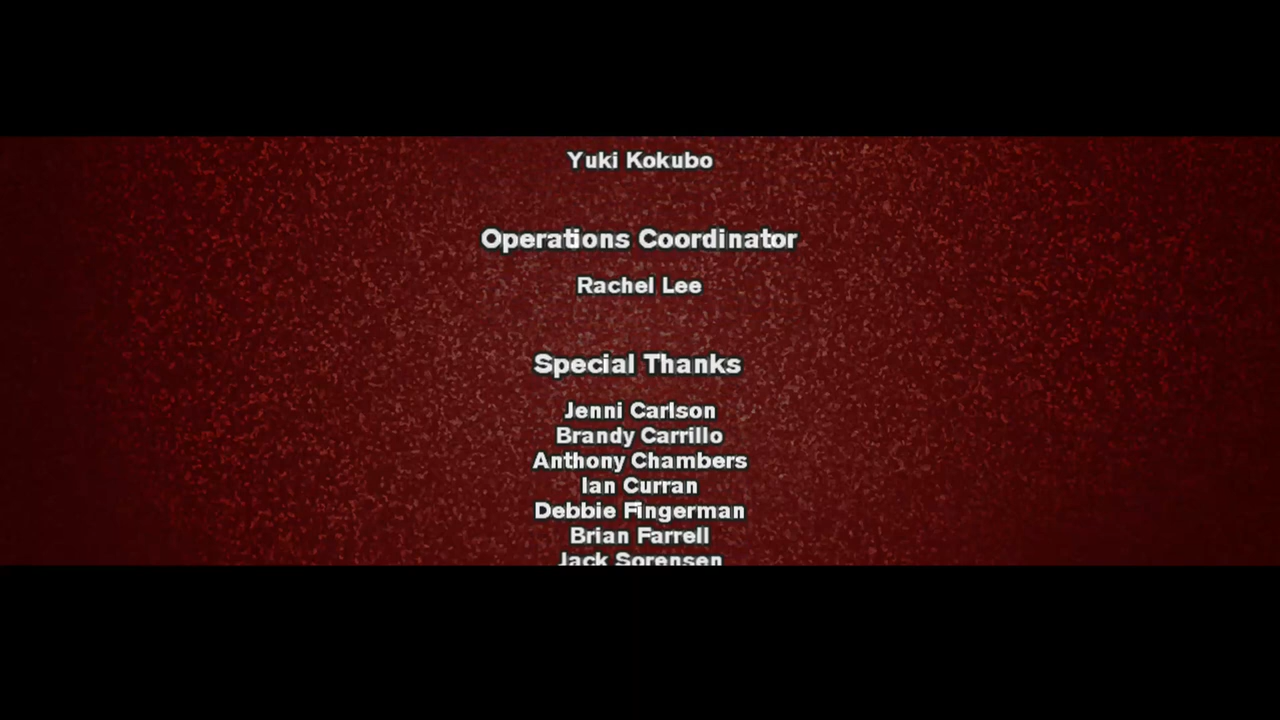 Yuki Kokubo
Operations Coordinator
Rachel Lee
Special Thanks
Jenni Carlson
Brandy Carrillo
Anthony Chambers
Ian Curran
Debbie Fingerman
Brian Farrell
Jack Sorensen